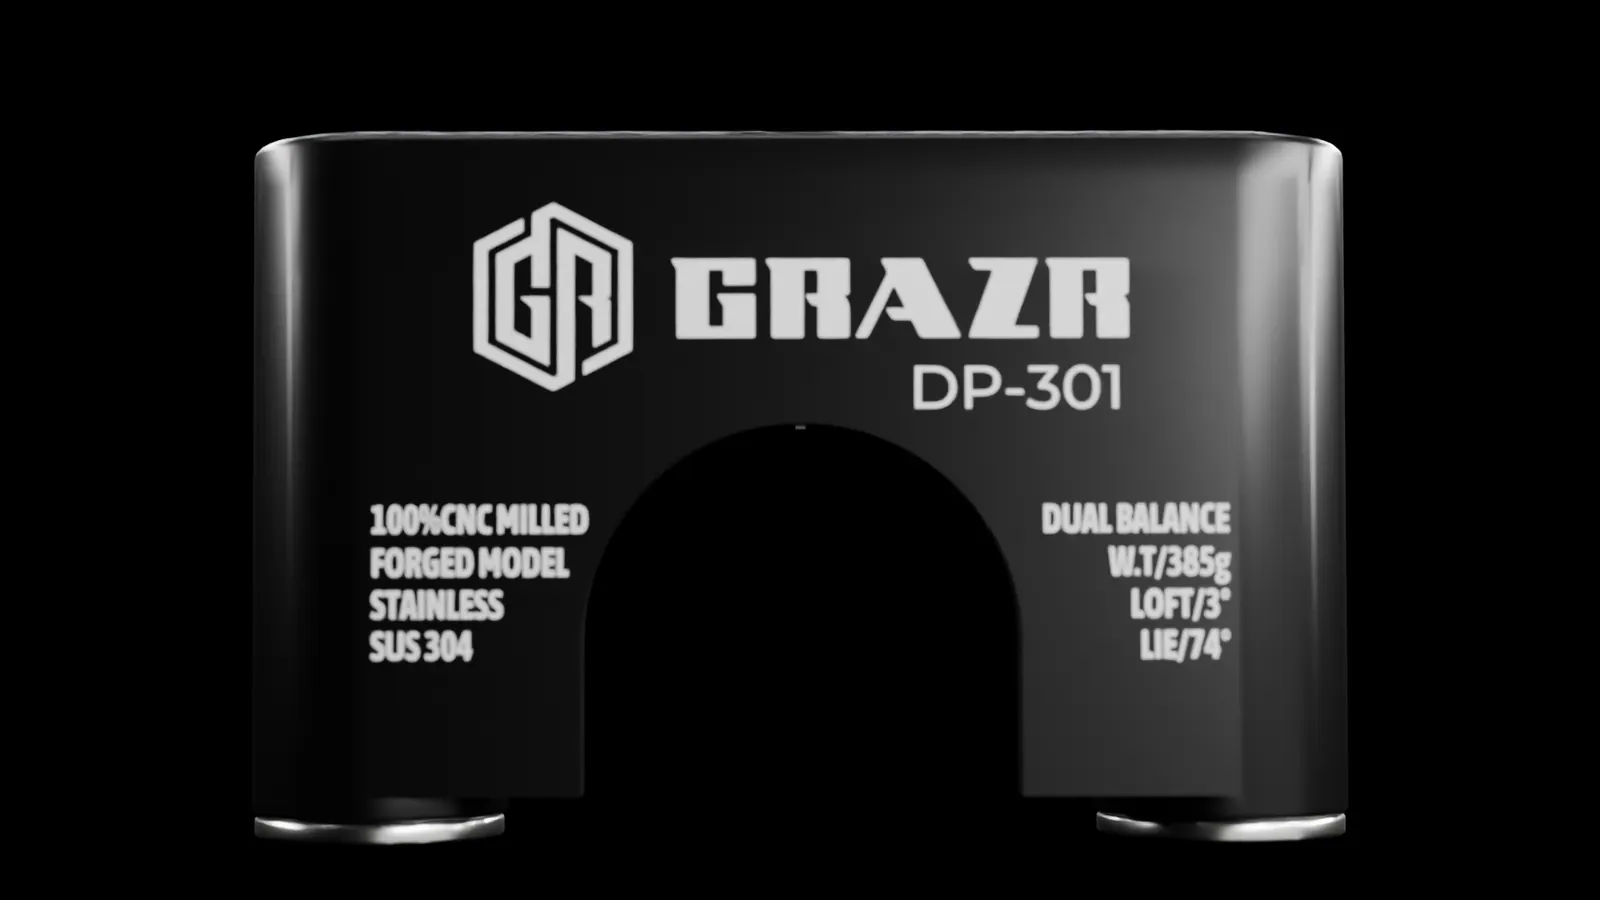 GR
GRAZR
DP-301
100%CNC MILLED
FORGED MODEL
STAINLESS
SUS 304
DUAL BALANCE
W.T/385g
LOFT/3°
LIE/74°